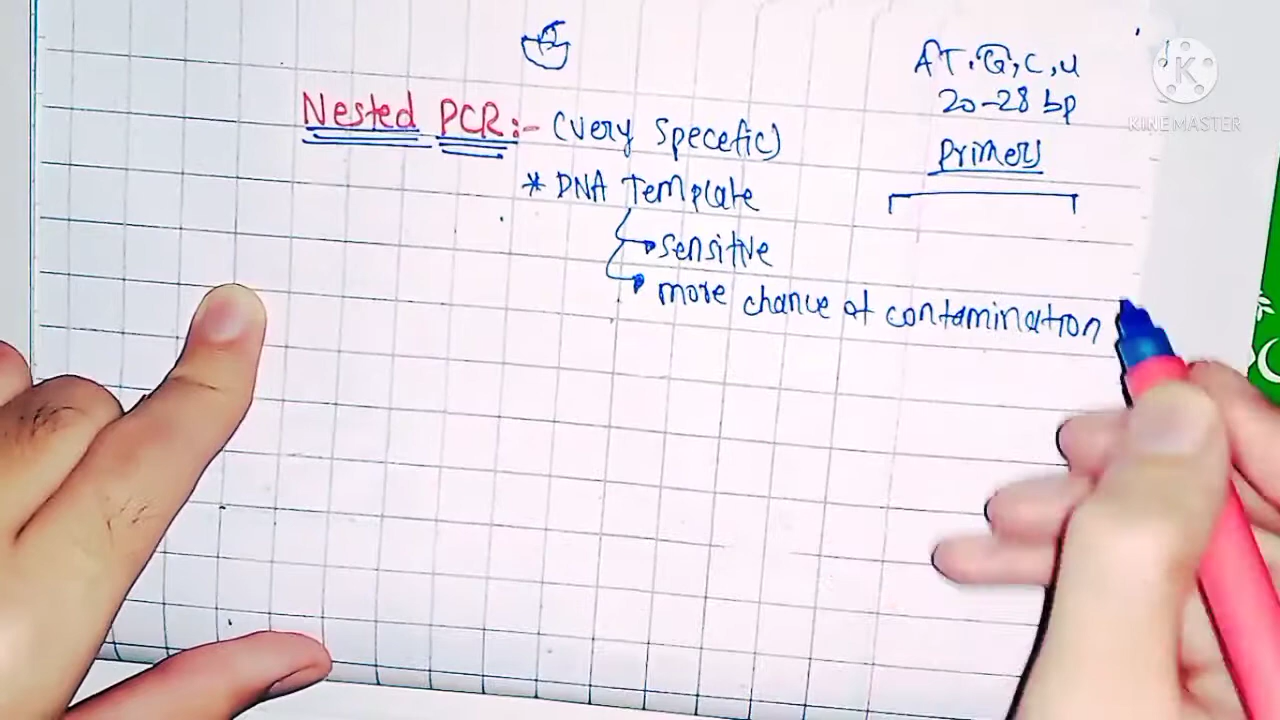 AT.G,C,U
20-28 bp
Primers
Nested PCR:- (very specefic)
* DNA Template
sensitive
more chance of contamination
K
KINEMASTER